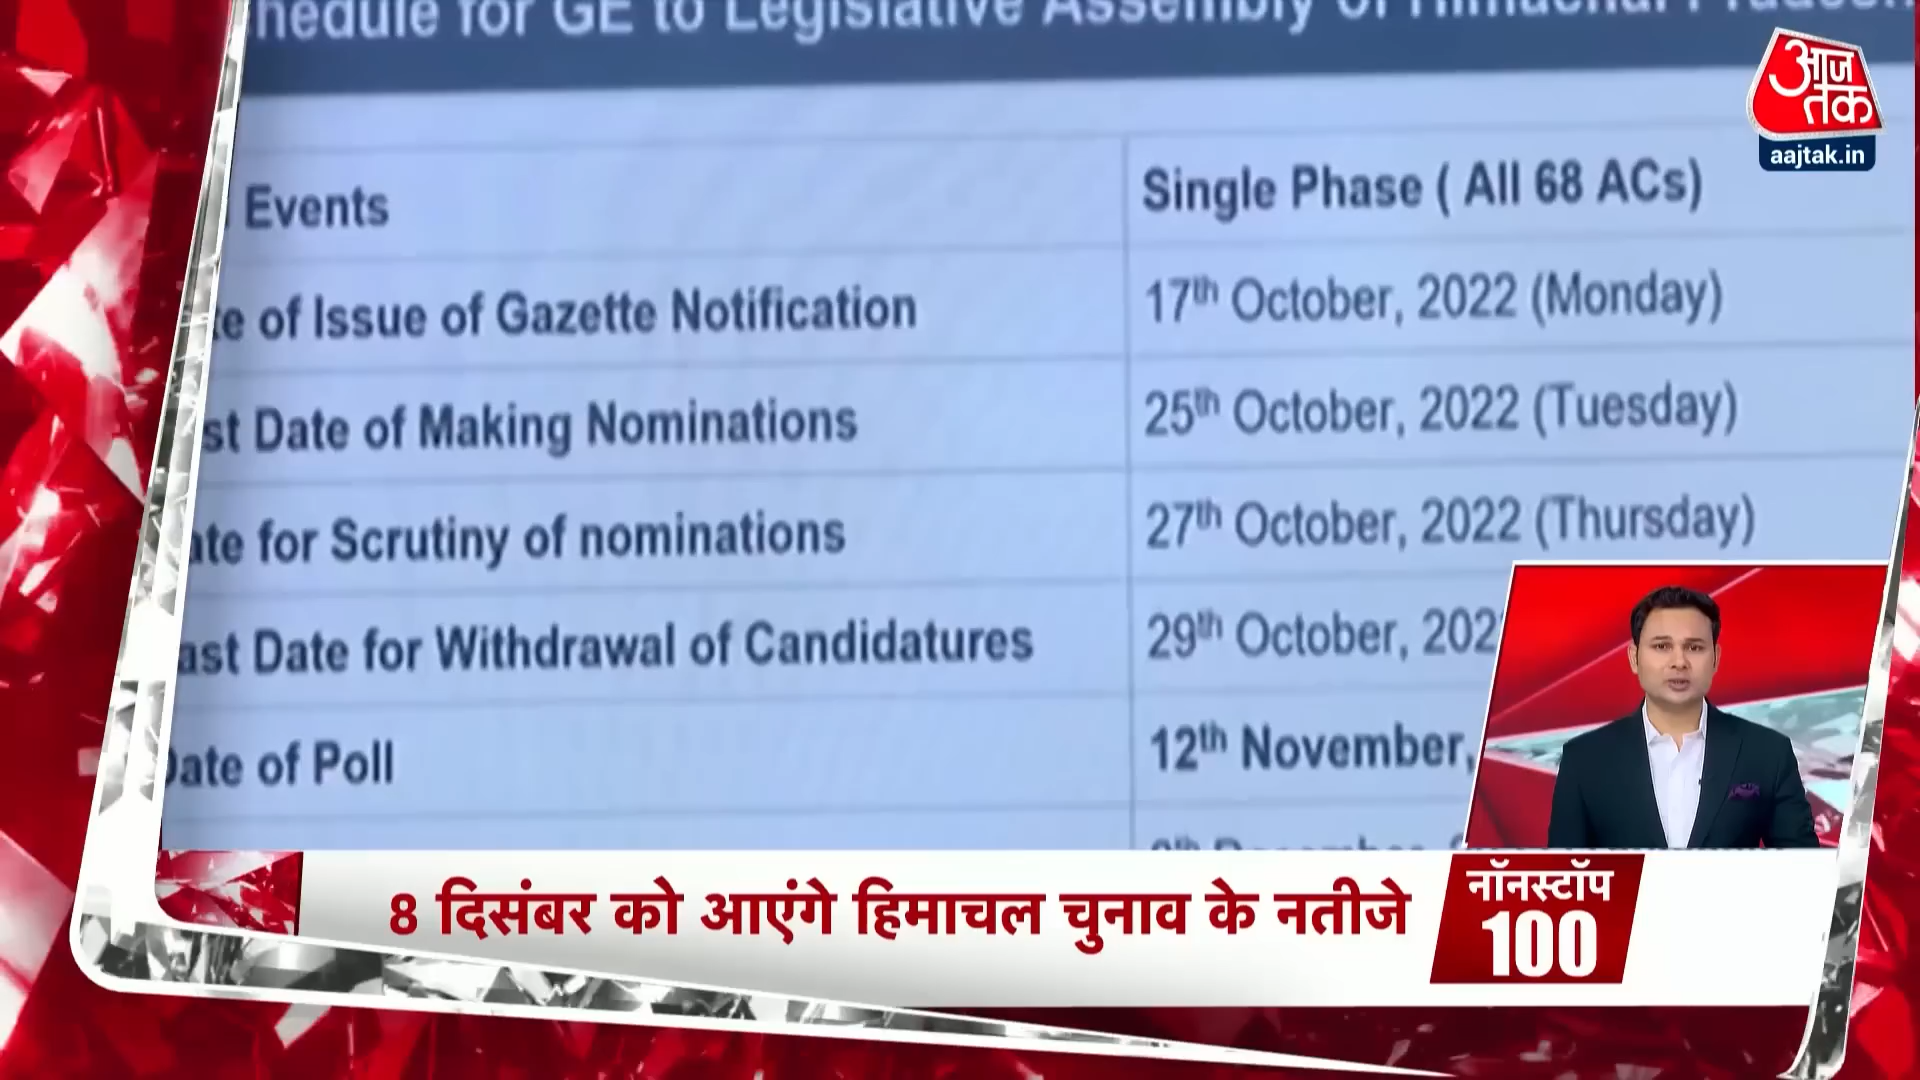 hedule for GE to Legislative Assembly of Himachal Pradesh
आज
तक
aajtak.in
Events
Single Phase ( All 68 ACs)
te of Issue of Gazette Notification
17th October, 2022 (Monday)
st Date of Making Nominations
25th October, 2022 (Tuesday)
ate for Scrutiny of nominations
27th October, 2022 (Thursday)
ast Date for Withdrawal of Candidatures
29th October, 202
Date of Poll
12th November,
8 दिसंबर को आएंगे हिमाचल चुनाव के नतीजे
नॉनस्टॉप
100